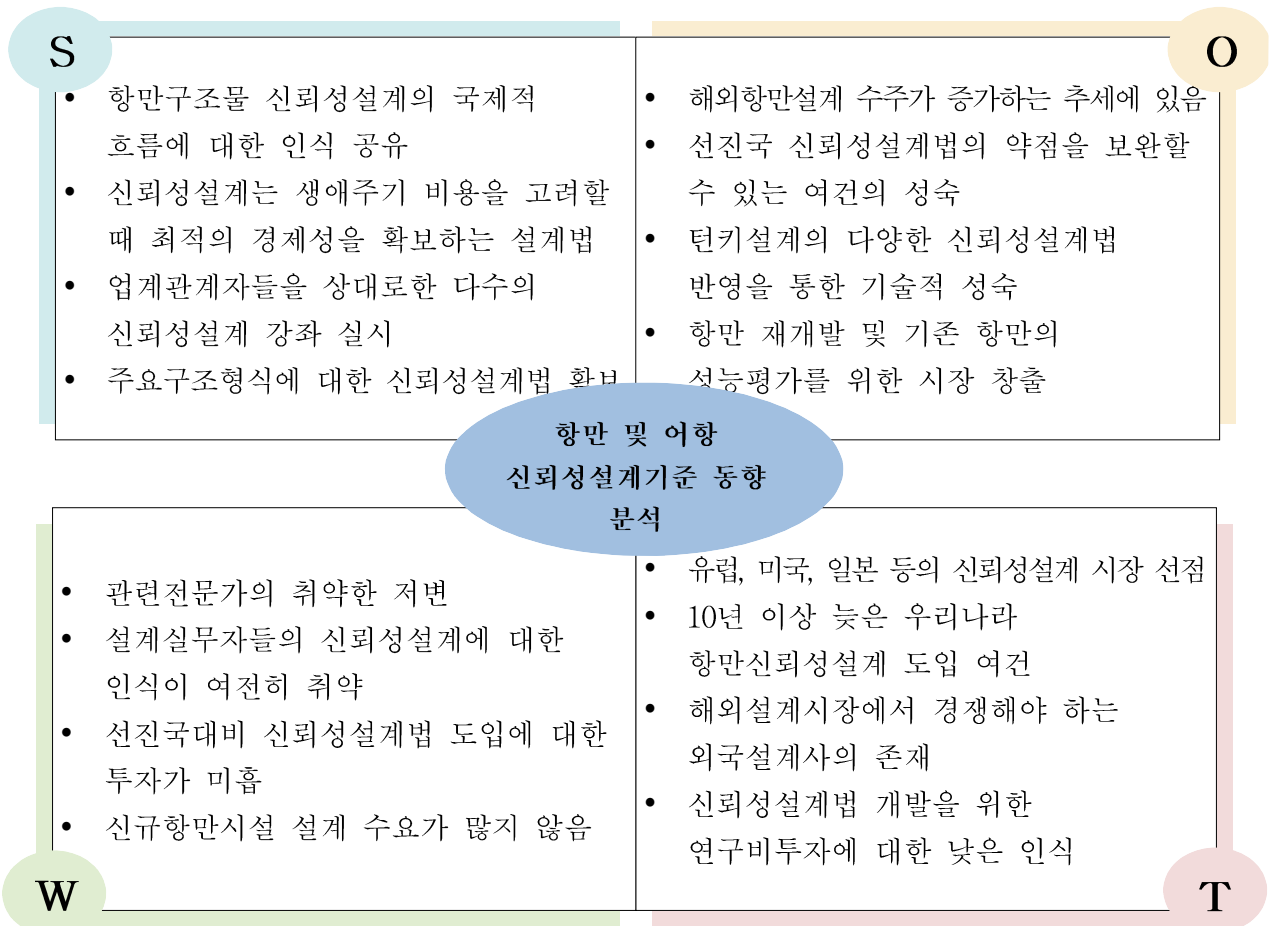 S
• 항만구조물 신뢰성설계의 국제적
흐름에 대한 인식 공유
• 신뢰성설계는 생애주기 비용을 고려할
때 최적의 경제성을 확보하는 설계법
• 업계관계자들을 상대로한 다수의
신뢰성설계 강좌 실시
• 주요구조형식에 대한 신뢰성설계법 확보
O
• 해외항만설계 수주가 증가하는 추세에 있음
• 선진국 신뢰성설계법의 약점을 보완할
수 있는 여건의 성숙
• 턴키설계의 다양한 신뢰성설계법
반영을 통한 기술적 성숙
• 항만 재개발 및 기존 항만의
성능평가를 위한 시장 창출
항만 및 어항
신뢰성설계기준 동향
분석
• 관련전문가의 취약한 저변
• 설계실무자들의 신뢰성설계에 대한
인식이 여전히 취약
• 선진국대비 신뢰성설계법 도입에 대한
투자가 미흡
• 신규항만시설 설계 수요가 많지 않음
W
• 유럽, 미국, 일본 등의 신뢰성설계 시장 선점
• 10년 이상 늦은 우리나라
항만신뢰성설계 도입 여건
• 해외설계시장에서 경쟁해야 하는
외국설계사의 존재
• 신뢰성설계법 개발을 위한
연구비투자에 대한 낮은 인식
T